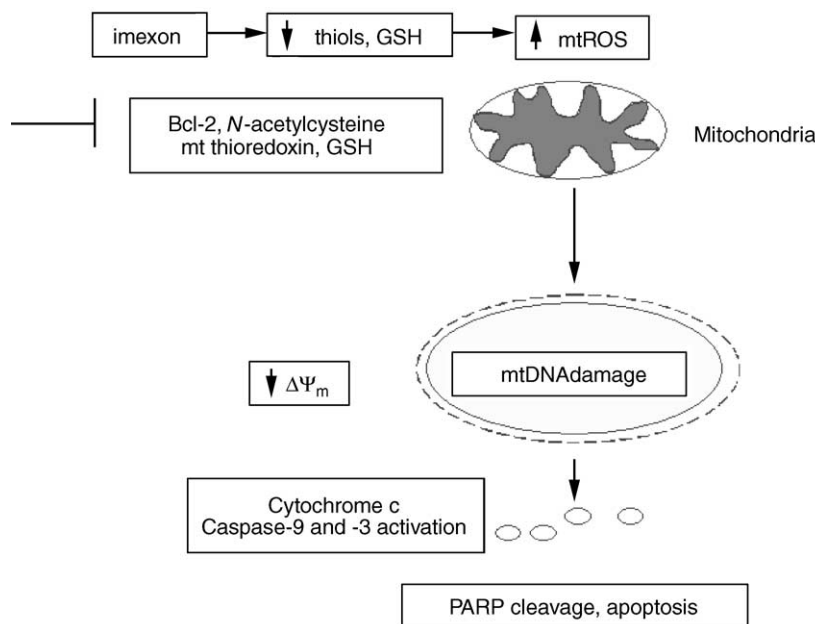 imexon
thiols, GSH
mtROS
Bcl-2, N-acetylcysteine
mt thioredoxin, GSH
Mitochondria
mtDNAdamage
ΔΨm
Cytochrome c
Caspase-9 and -3 activation
PARP cleavage, apoptosis